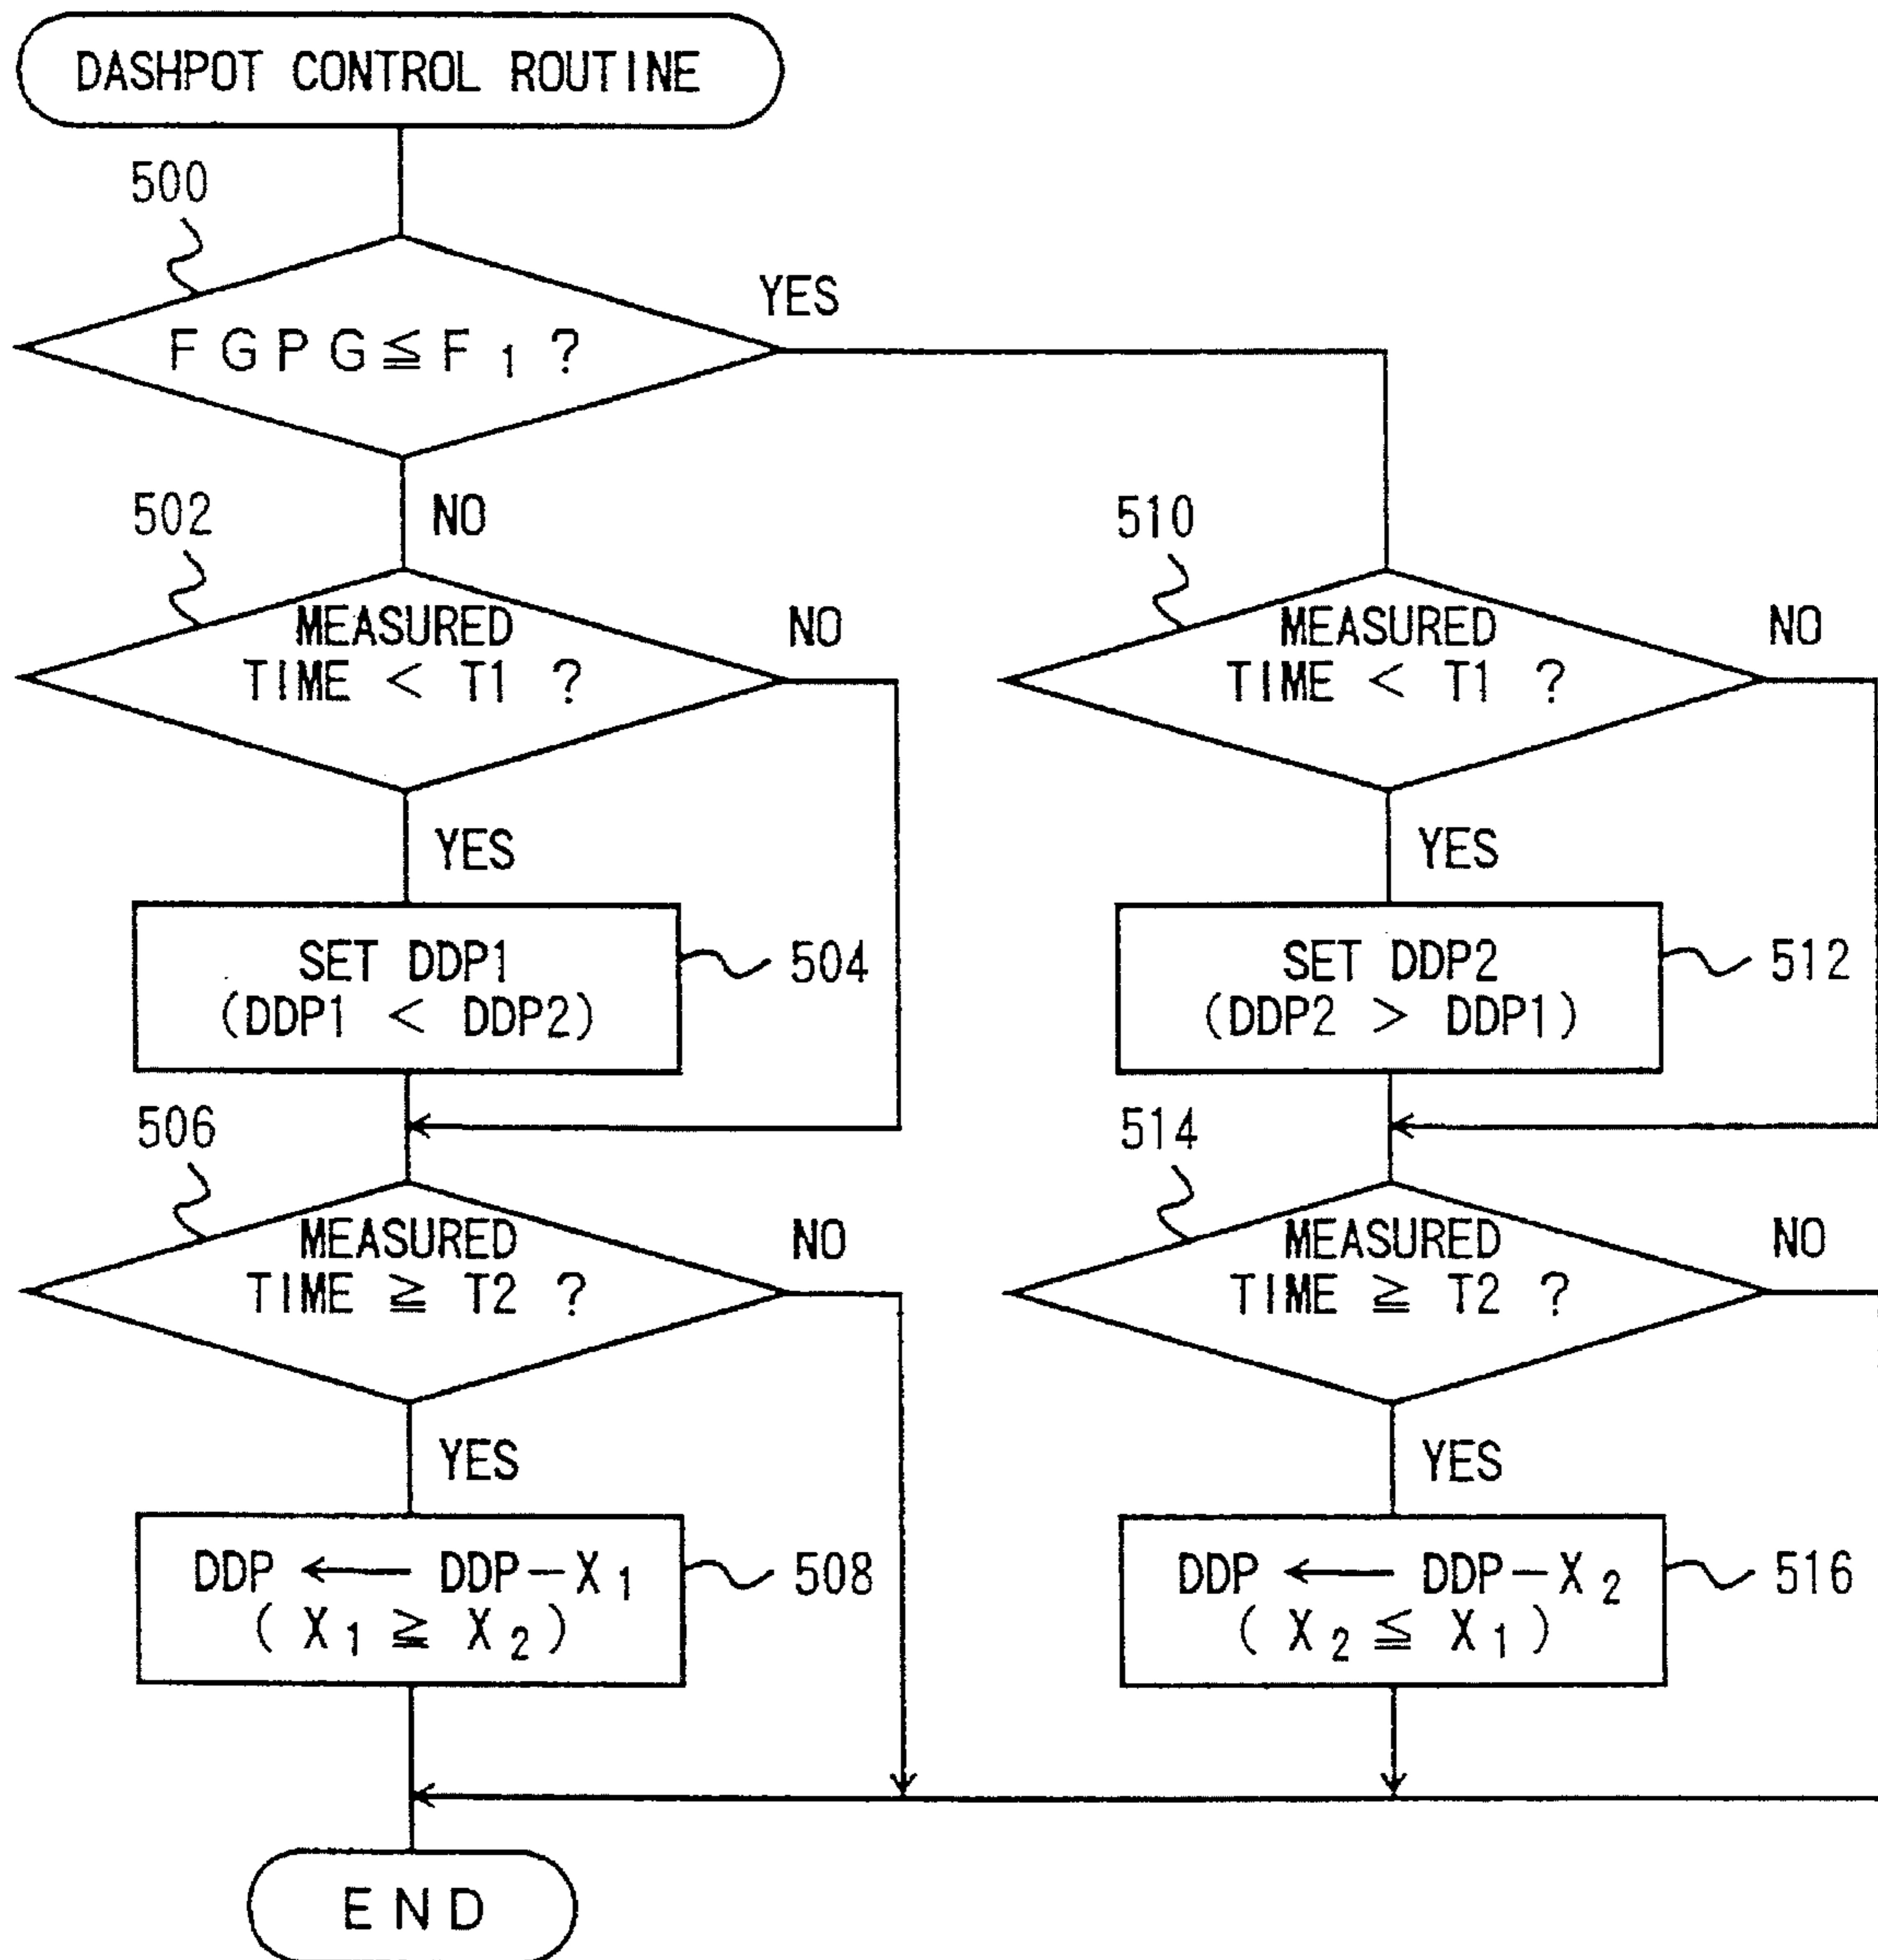 DASHPOT CONTROL ROUTINE
500
FGPG≦F1 ?
YES
NO
502
MEASURED
TIME < T1 ?
NO
YES
SET DDP1
(DDP1 < DDP2)
504
506
MEASURED
TIME ≧ T2 ?
NO
YES
DDP ← DDP−X1
( X1 ≧ X2 )
508
510
MEASURED
TIME < T1 ?
NO
YES
SET DDP2
(DDP2 > DDP1)
512
514
MEASURED
TIME ≧ T2 ?
NO
YES
DDP ← DDP−X2
( X2 ≦ X1 )
516
END